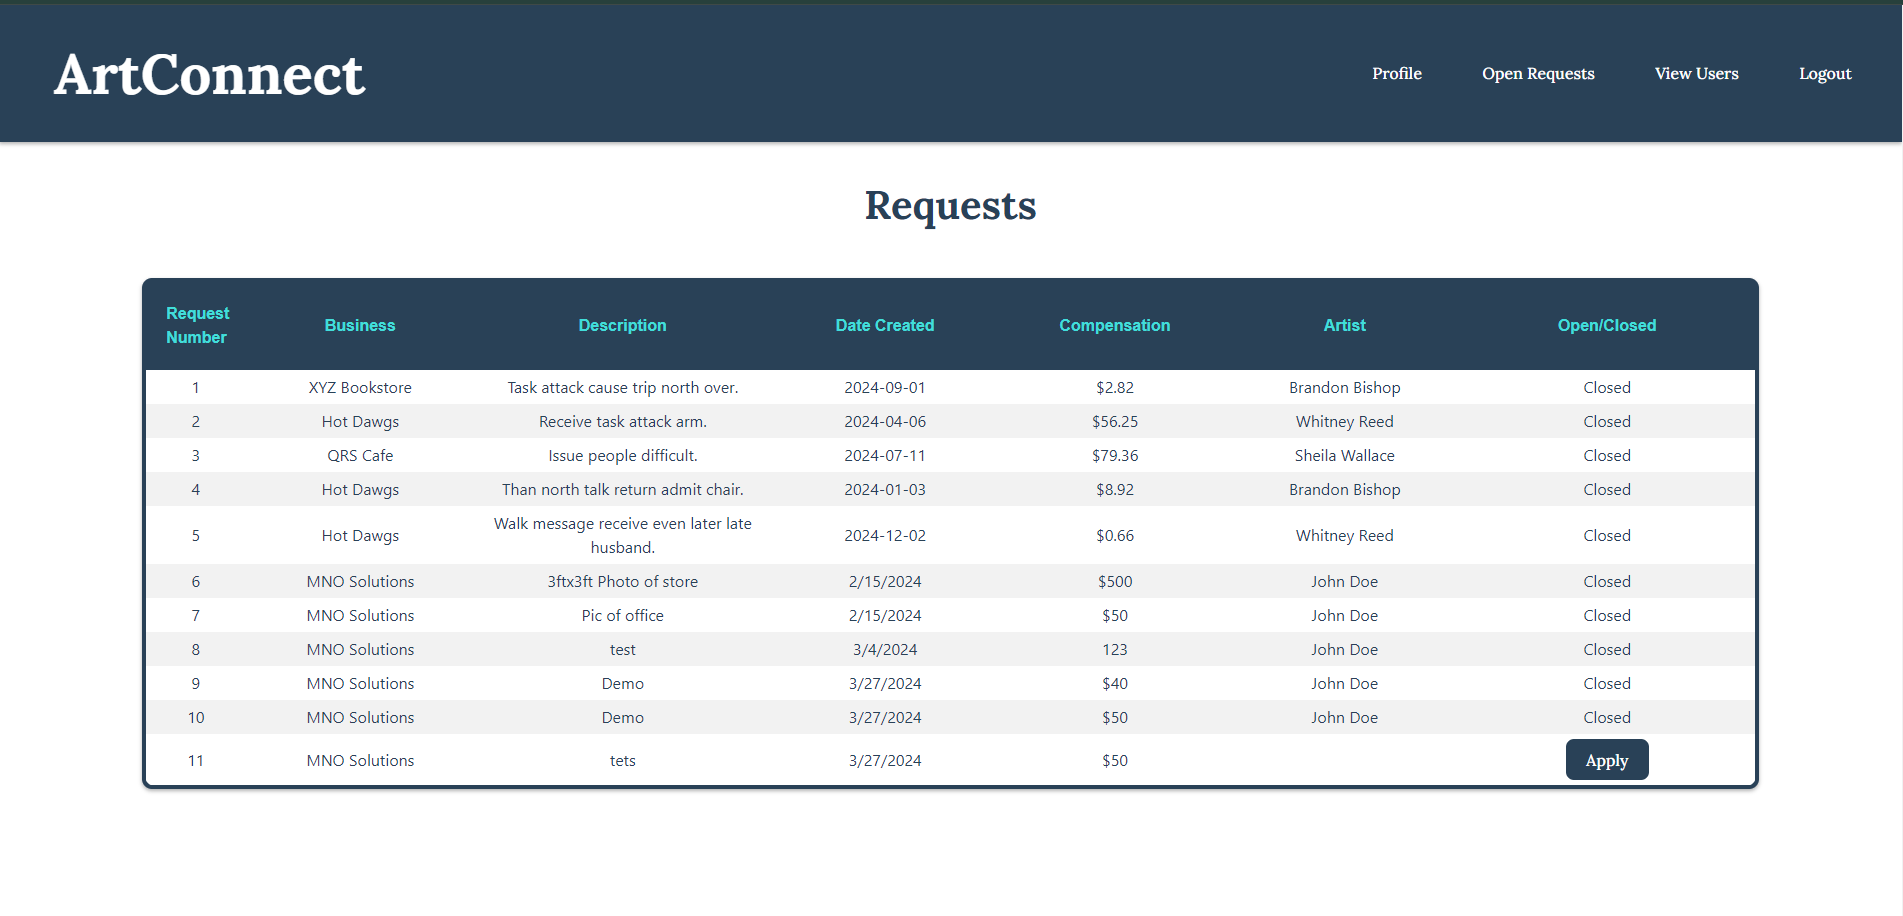 ArtConnect
Profile Open Requests View Users Logout
Requests
Request Number Business Description Date Created Compensation Artist Open/Closed
1 XYZ Bookstore Task attack cause trip north over. 2024-09-01 $2.82 Brandon Bishop Closed
2 Hot Dawgs Receive task attack arm. 2024-04-06 $56.25 Whitney Reed Closed
3 QRS Cafe Issue people difficult. 2024-07-11 $79.36 Sheila Wallace Closed
4 Hot Dawgs Than north talk return admit chair. 2024-01-03 $8.92 Brandon Bishop Closed
5 Hot Dawgs Walk message receive even later late husband. 2024-12-02 $0.66 Whitney Reed Closed
6 MNO Solutions 3ftx3ft Photo of store 2/15/2024 $500 John Doe Closed
7 MNO Solutions Pic of office 2/15/2024 $50 John Doe Closed
8 MNO Solutions test 3/4/2024 123 John Doe Closed
9 MNO Solutions Demo 3/27/2024 $40 John Doe Closed
10 MNO Solutions Demo 3/27/2024 $50 John Doe Closed
11 MNO Solutions tets 3/27/2024 $50 Apply